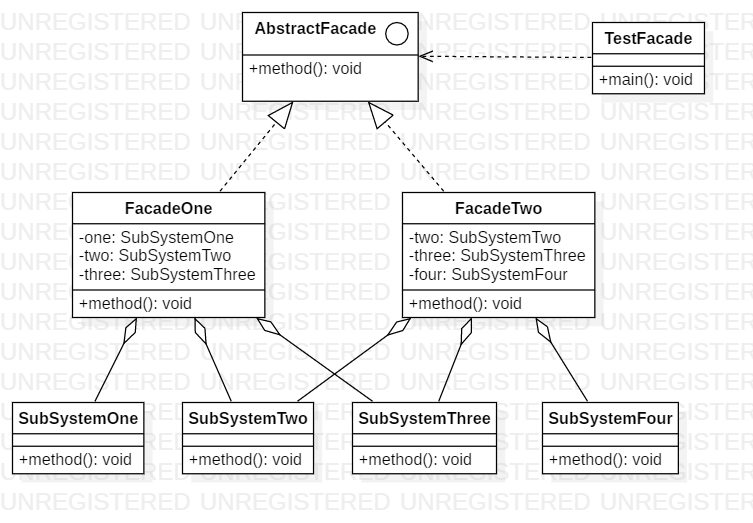 AbstractFacade
+method(): void
TestFacade
+main(): void
FacadeOne
-one: SubSystemOne
-two: SubSystemTwo
-three: SubSystemThree
+method(): void
FacadeTwo
-two: SubSystemTwo
-three: SubSystemThree
-four: SubSystemFour
+method(): void
SubSystemOne
+method(): void
SubSystemTwo
+method(): void
SubSystemThree
+method(): void
SubSystemFour
+method(): void
UNREGISTERED UNREGISTERED UNREGISTERED UNREGISTERED